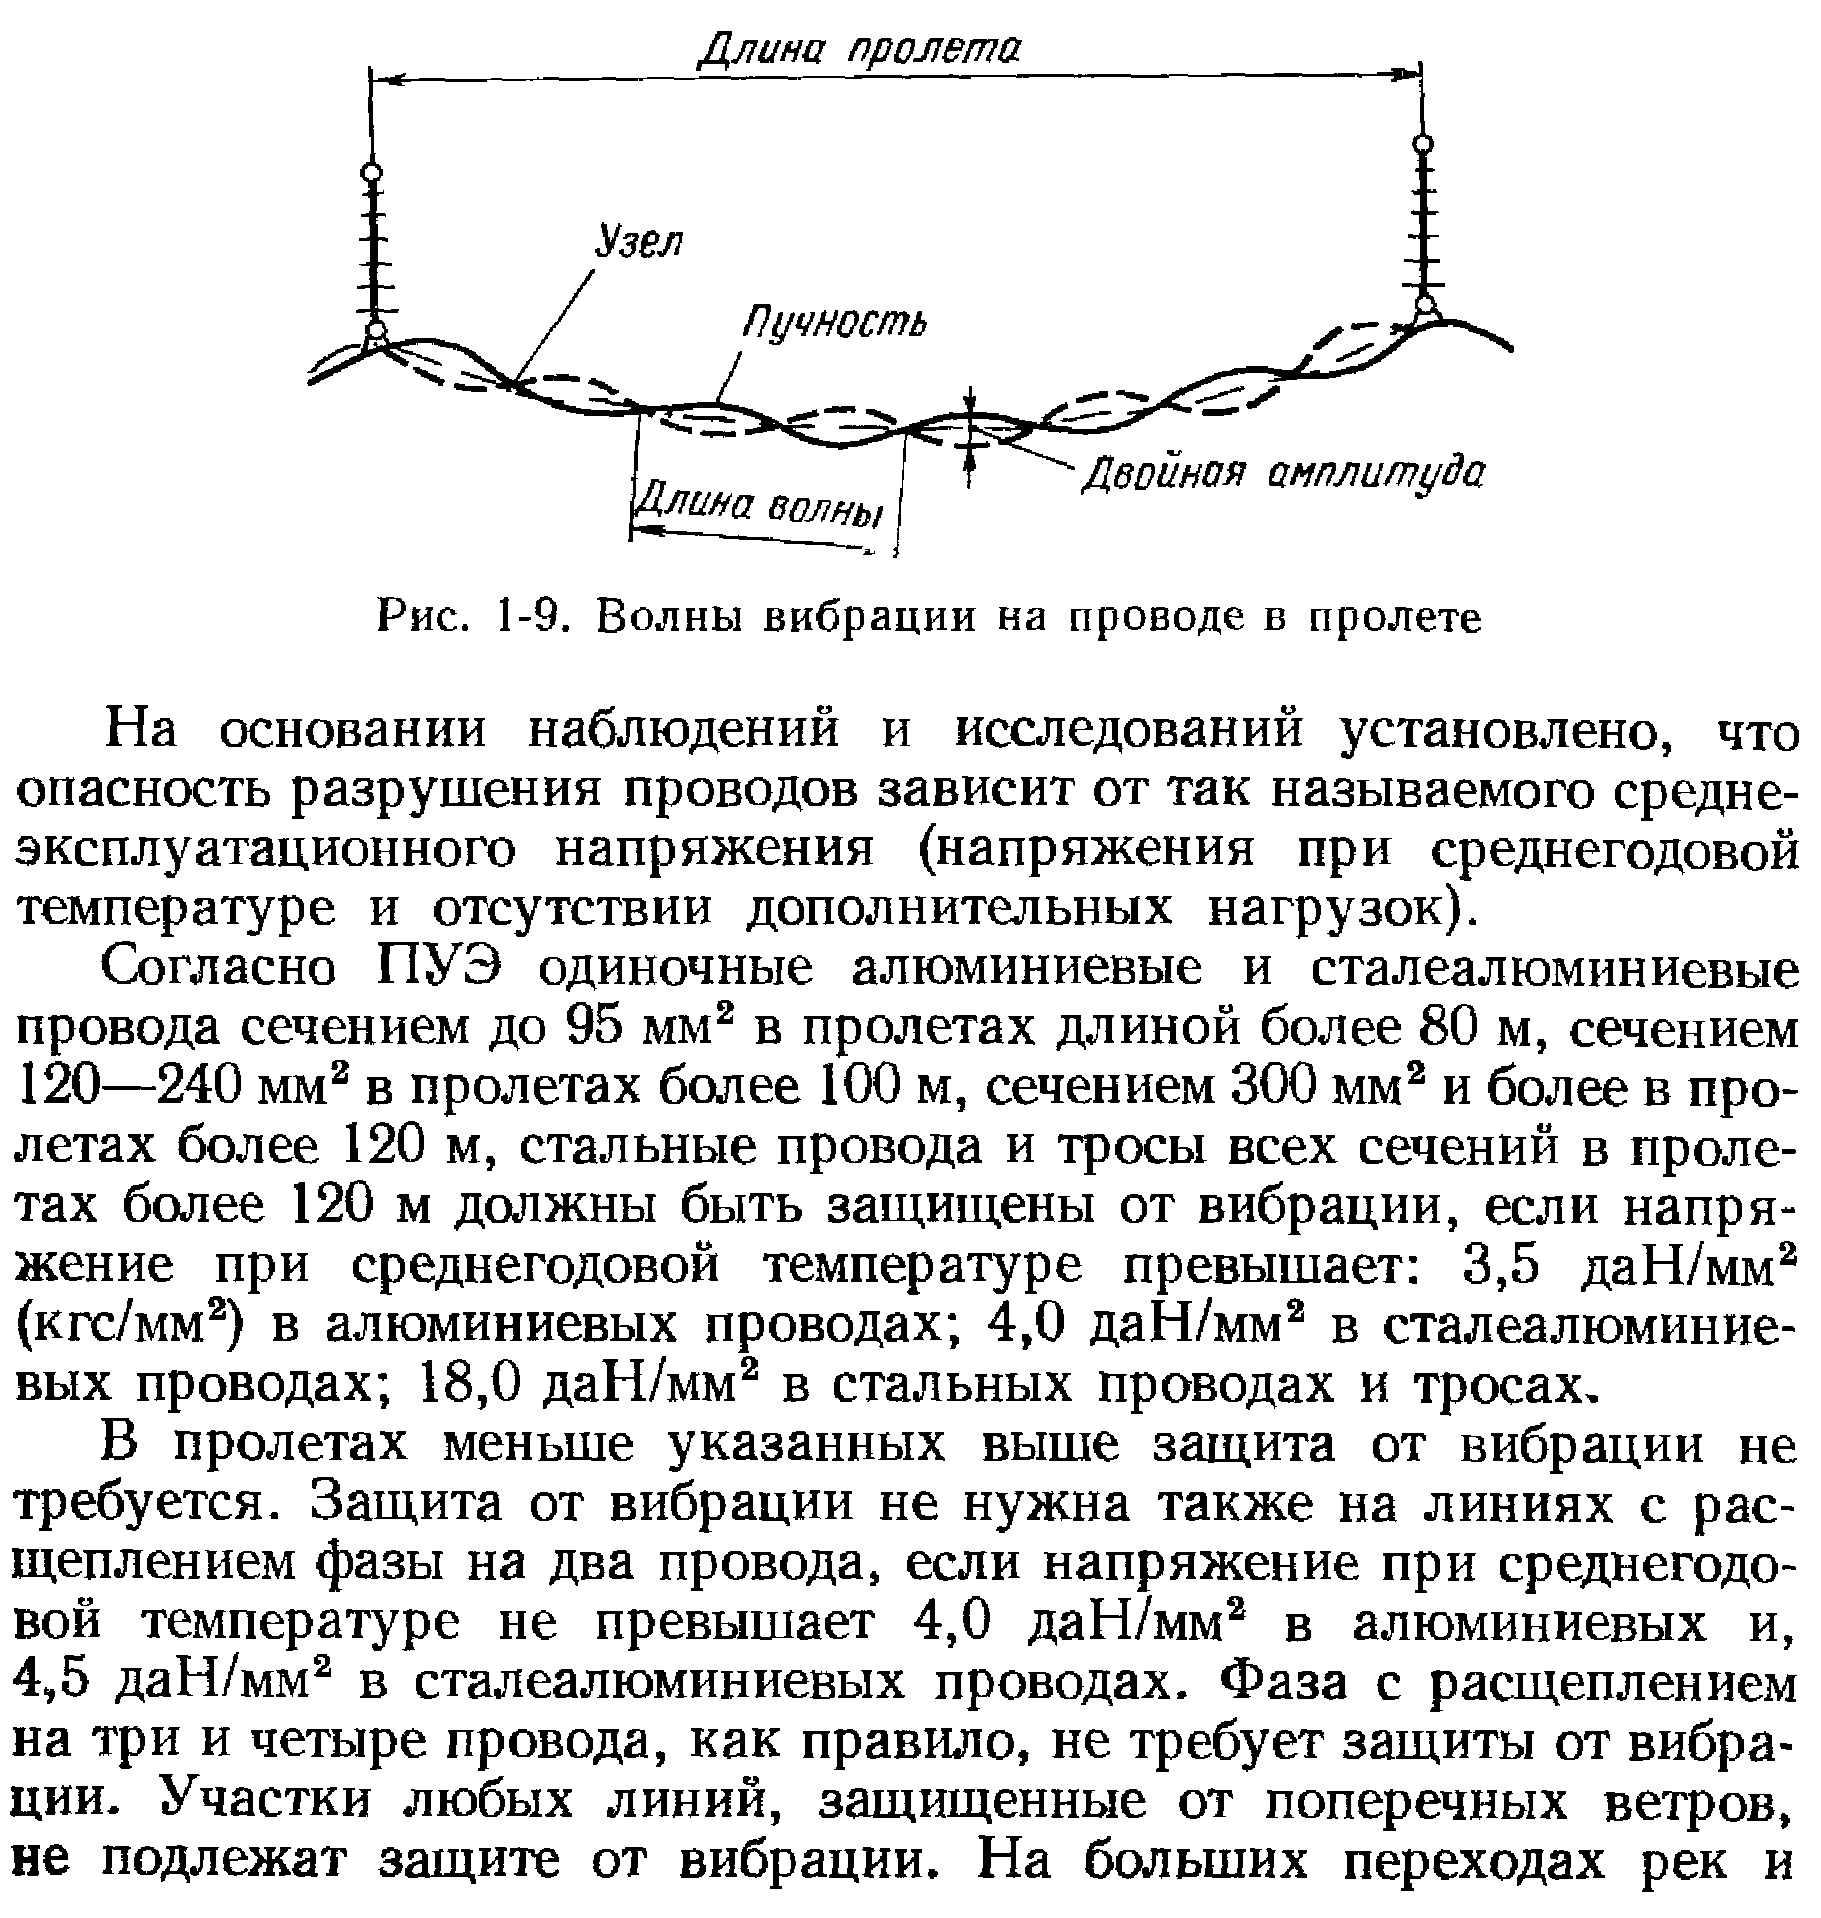 Длина пролета
Узел
Пучность
Двойная амплитуда
Длина волны
Рис. 1-9. Волны вибрации на проводе в пролете
На основании наблюдений и исследований установлено, что
опасность разрушения проводов зависит от так называемого средне-
эксплуатационного напряжения (напряжения при среднегодовой
температуре и отсутствии дополнительных нагрузок).
Согласно ПУЭ одиночные алюминиевые и сталеалюминиевые
провода сечением до 95 мм² в пролетах длиной более 80 м, сечением
120—240 мм² в пролетах более 100 м, сечением 300 мм² и более в про-
летах более 120 м, стальные провода и тросы всех сечений в проле-
тах более 120 м должны быть защищены от вибрации, если напря-
жение при среднегодовой температуре превышает: 3,5 даН/мм²
(кгс/мм²) в алюминиевых проводах; 4,0 даН/мм² в сталеалюминие-
вых проводах; 18,0 даН/мм² в стальных проводах и тросах.
В пролетах меньше указанных выше защита от вибрации не
требуется. Защита от вибрации не нужна также на линиях с рас-
щеплением фазы на два провода, если напряжение при среднегодо-
вой температуре не превышает 4,0 даН/мм² в алюминиевых и,
4,5 даН/мм² в сталеалюминиевых проводах. Фаза с расщеплением
на три и четыре провода, как правило, не требует защиты от вибра-
ции. Участки любых линий, защищенные от поперечных ветров,
не подлежат защите от вибрации. На больших переходах рек и